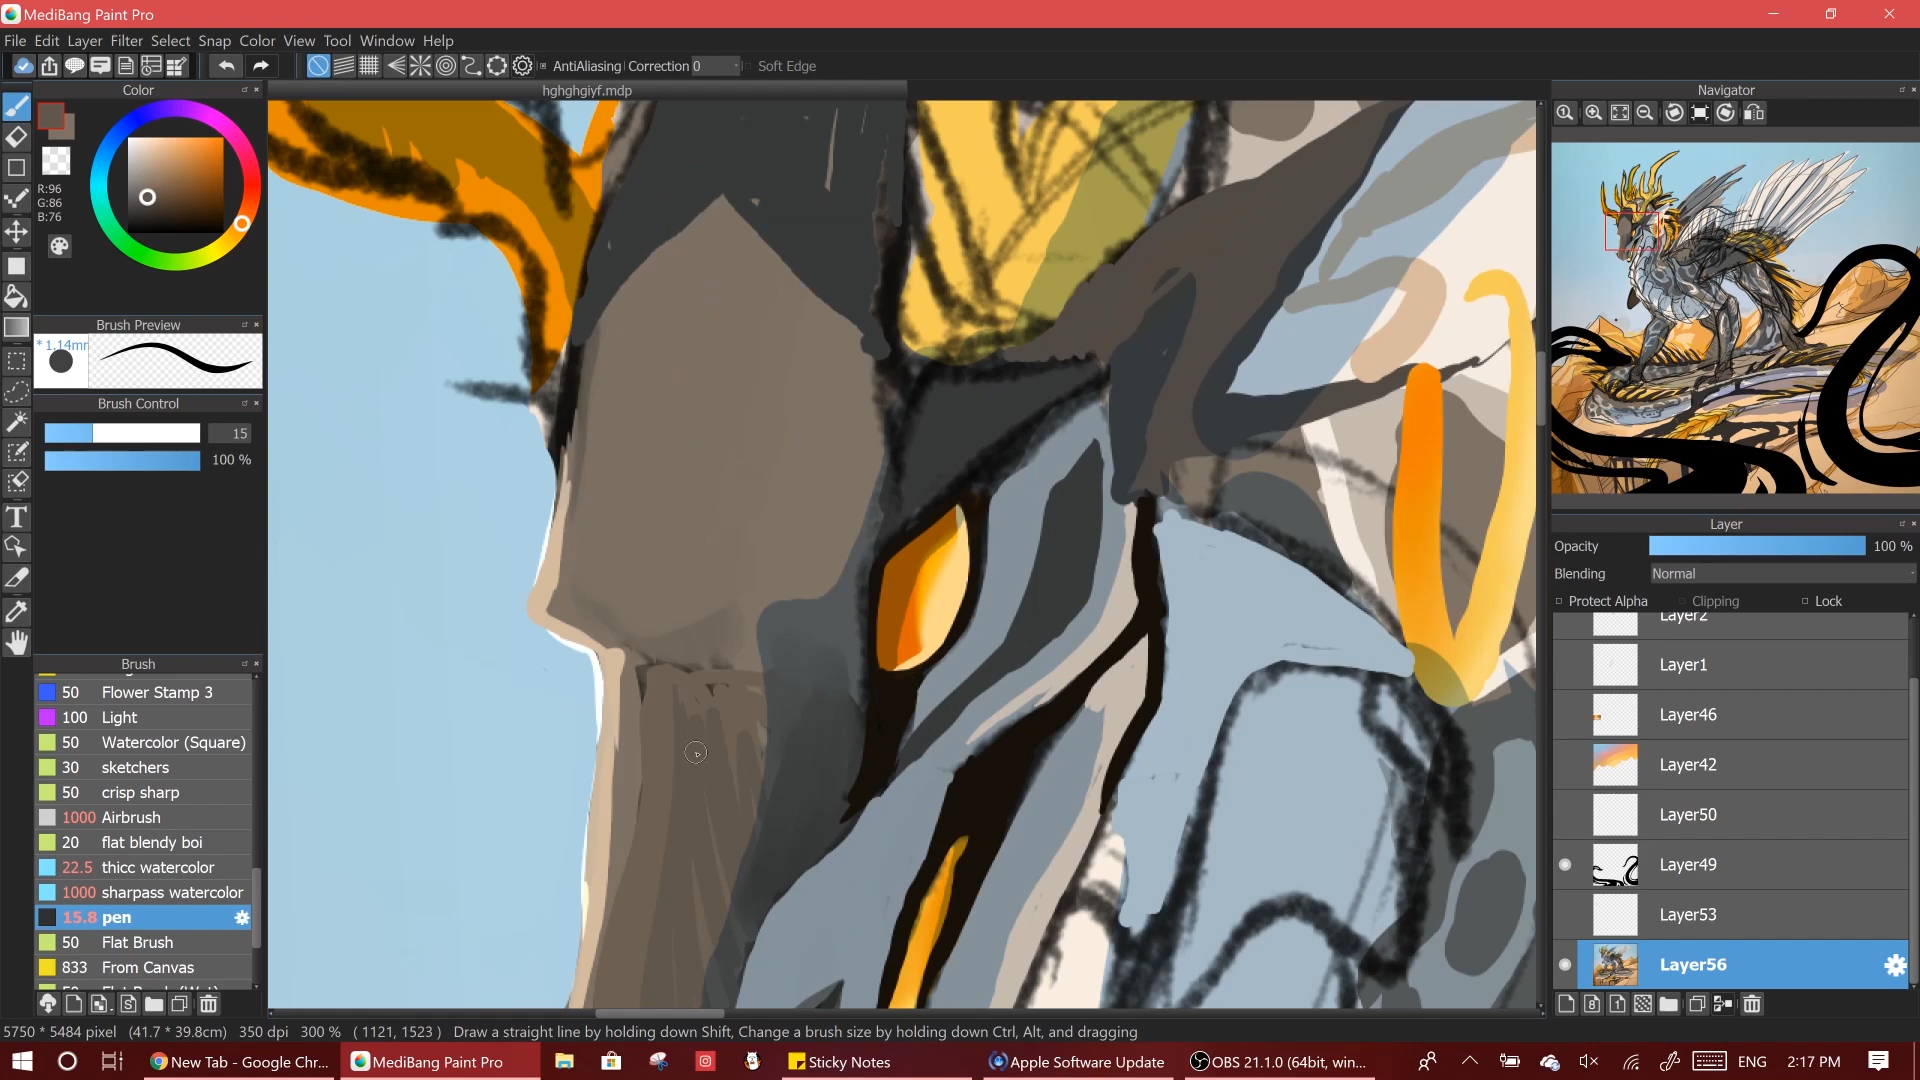 MediBang Paint Pro
File Edit Layer Filter Select Snap Color View Tool Window Help
AntiAliasing Correction 0 Soft Edge
Color
hghghgiyf.mdp
Navigator
R:96
G:86
B:76
Brush Preview
* 1.14mm
Brush Control
15
100 %
Brush
50 Flower Stamp 3
100 Light
50 Watercolor (Square)
30 sketchers
50 crisp sharp
1000 Airbrush
20 flat blendy boi
22.5 thicc watercolor
1000 sharpass watercolor
15.8 pen
50 Flat Brush
833 From Canvas
Layer
Opacity 100 %
Blending Normal
Protect Alpha Clipping Lock
Layer2
Layer1
Layer46
Layer42
Layer50
Layer49
Layer53
Layer56
5750 * 5484 pixel (41.7 * 39.8cm) 350 dpi 300 % ( 1121, 1523 ) Draw a straight line by holding down Shift, Change a brush size by holding down Ctrl, Alt, and dragging
New Tab - Google Chr... MediBang Paint Pro Sticky Notes Apple Software Update OBS 21.1.0 (64bit, win... ENG 2:17 PM